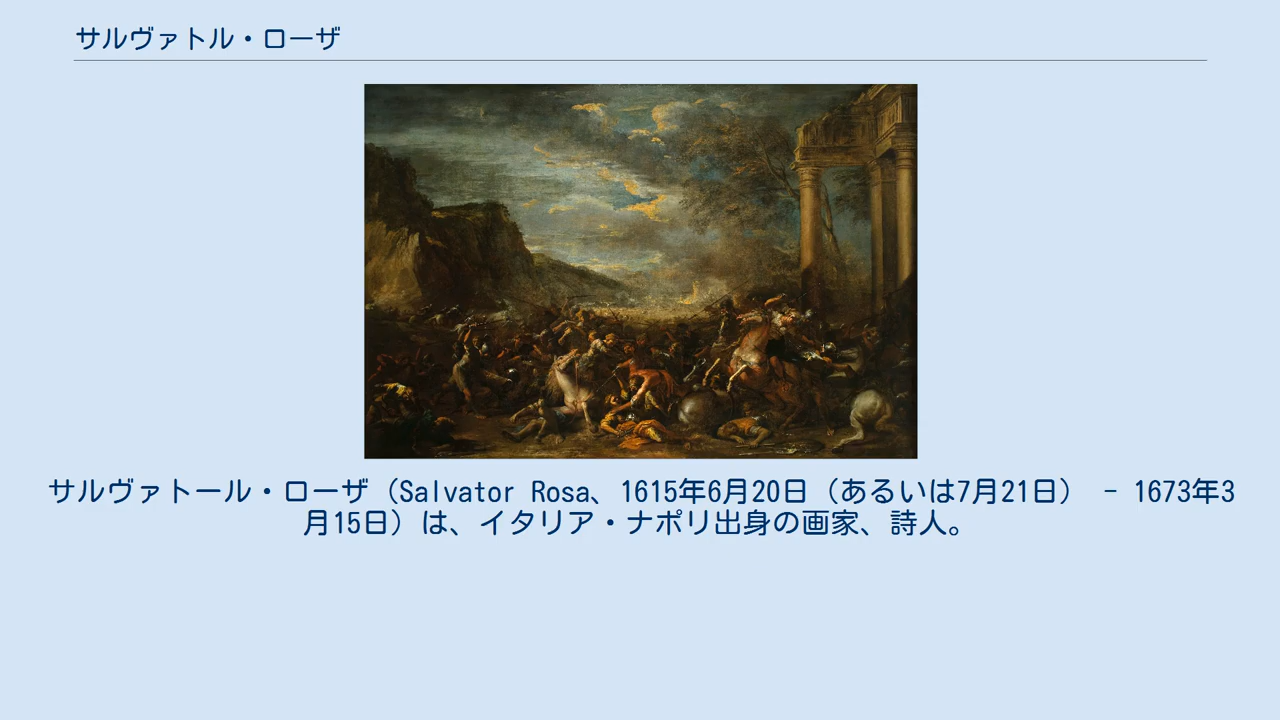 サルヴァトル・ローザ
サルヴァトール・ローザ（Salvator Rosa、1615年6月20日（あるいは7月21日） - 1673年3
月15日）は、イタリア・ナポリ出身の画家、詩人。